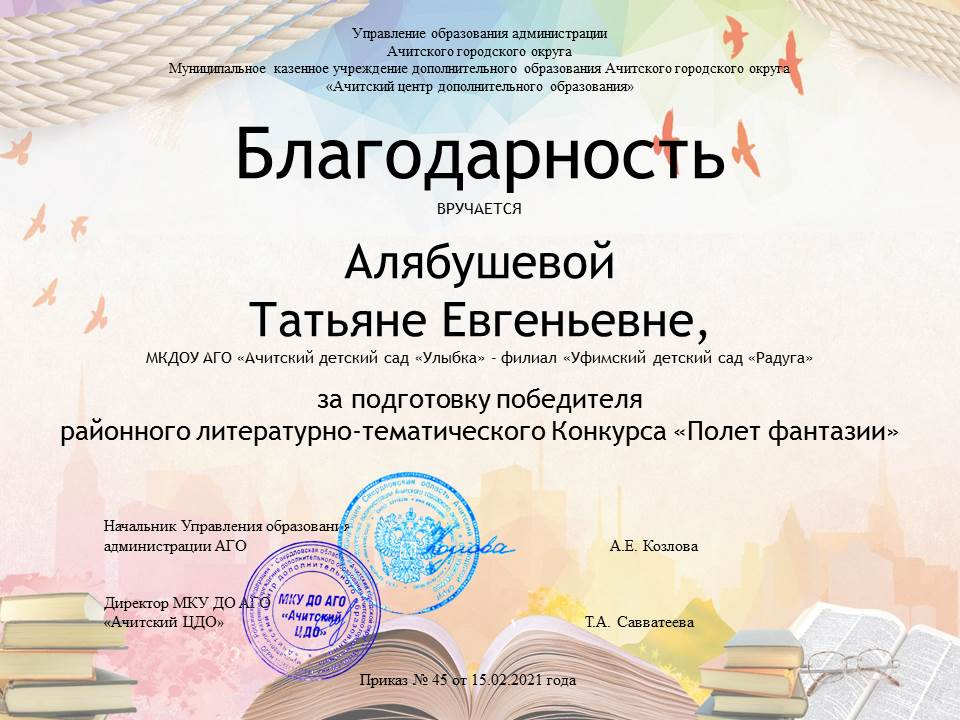 Управление образования администрации
Ачитского городского округа
Муниципальное казенное учреждение дополнительного образования Ачитского городского округа
«Ачитский центр дополнительного образования»
Благодарность
ВРУЧАЕТСЯ
Алябушевой
Татьяне Евгеньевне,
МКДОУ АГО «Ачитский детский сад «Улыбка» - филиал «Уфимский детский сад «Радуга»
за подготовку победителя
районного литературно-тематического Конкурса «Полет фантазии»
Начальник Управления образования
администрации АГО
А.Е. Козлова
Директор МКУ ДО АГО
«Ачитский ЦДО»
Т.А. Савватеева
МКУ ДО АГО
«Ачитский
ЦДО»
Приказ № 45 от 15.02.2021 года